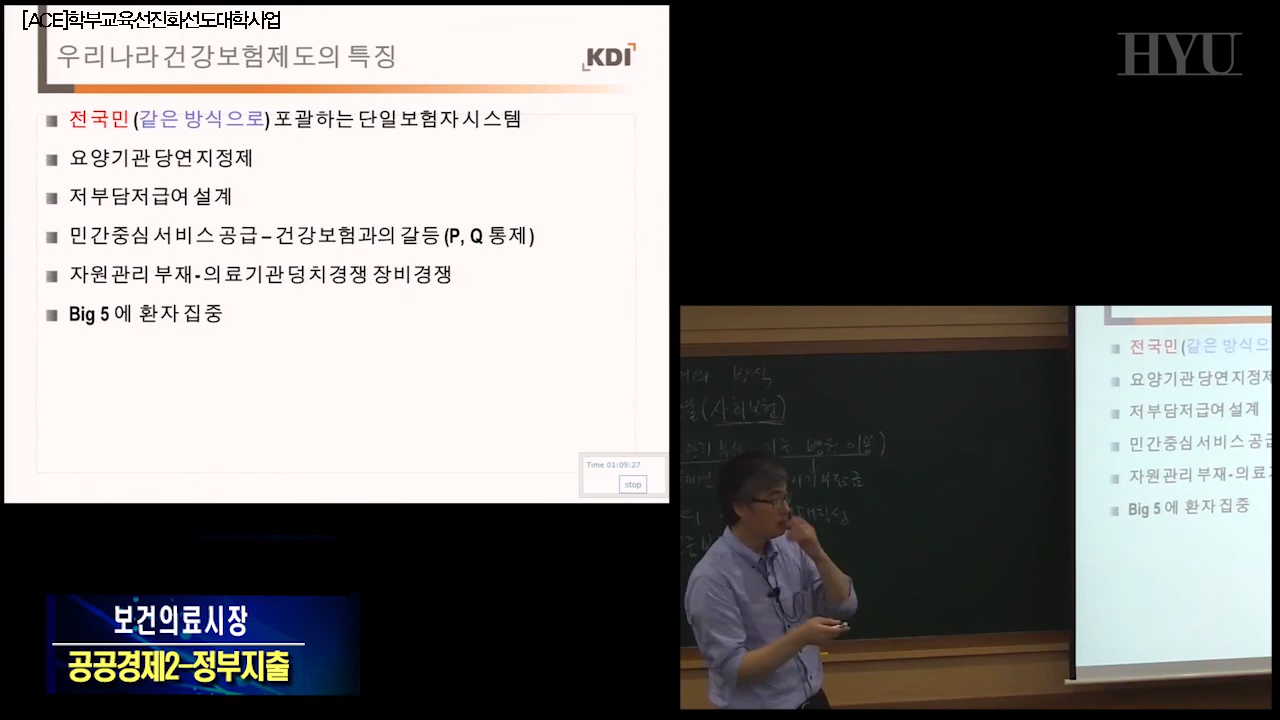 [ACE]학부교육선진화선도대학사업
우리나라 건강보험제도의 특징
KDI
HYU
전국민 (같은 방식으로) 포괄하는 단일보험자 시스템
요양기관 당연지정제
저부담저급여 설계
민간중심 서비스 공급 – 건강보험과의 갈등 (P, Q 통제)
자원관리 부재-의료기관 덩치경쟁 장비경쟁
Big 5 에 환자 집중
Time 01:09:27
stop
방식
(사회보험)
전국민 (같은 방식으
요양기관 당연지정제
저부담저급여 설계
민간중심 서비스 공급
자원관리 부재-의료
Big 5 에 환자 집중
보건의료시장
공공경제2-정부지출